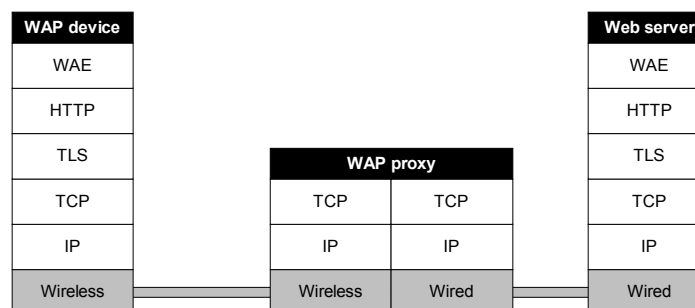 WAP device
WAE
HTTP
TLS
TCP
IP
Wireless
WAP proxy
TCP TCP
IP IP
Wireless Wired
Web server
WAE
HTTP
TLS
TCP
IP
Wired